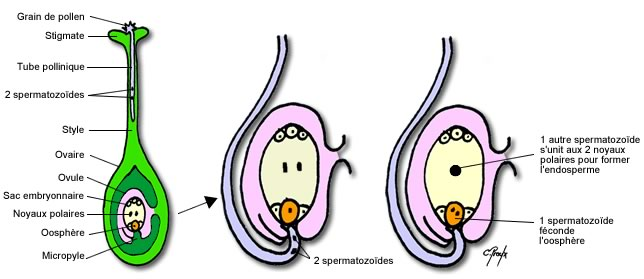 Grain de pollen
Stigmate
Tube pollinique
2 spermatozoïdes
Style
Ovaire
Ovule
Sac embryonnaire
Noyaux polaires
Oosphère
Micropyle
2 spermatozoïdes
1 autre spermatozoïde
s'unit aux 2 noyaux
polaires pour former
l'endosperme
1 spermatozoïde
féconde
l'oosphère